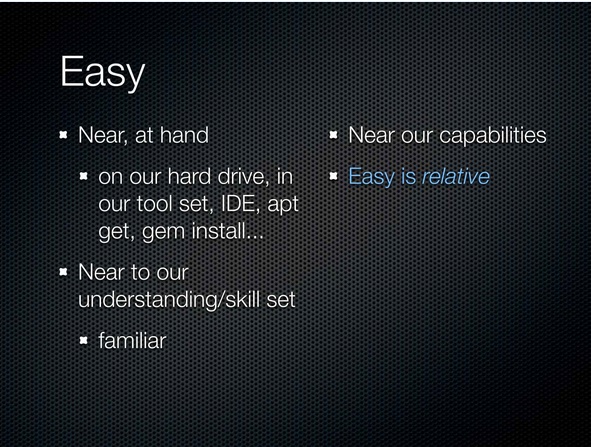 Easy
Near, at hand
on our hard drive, in
our tool set, IDE, apt
get, gem install...
Near to our
understanding/skill set
familiar
Near our capabilities
Easy is relative